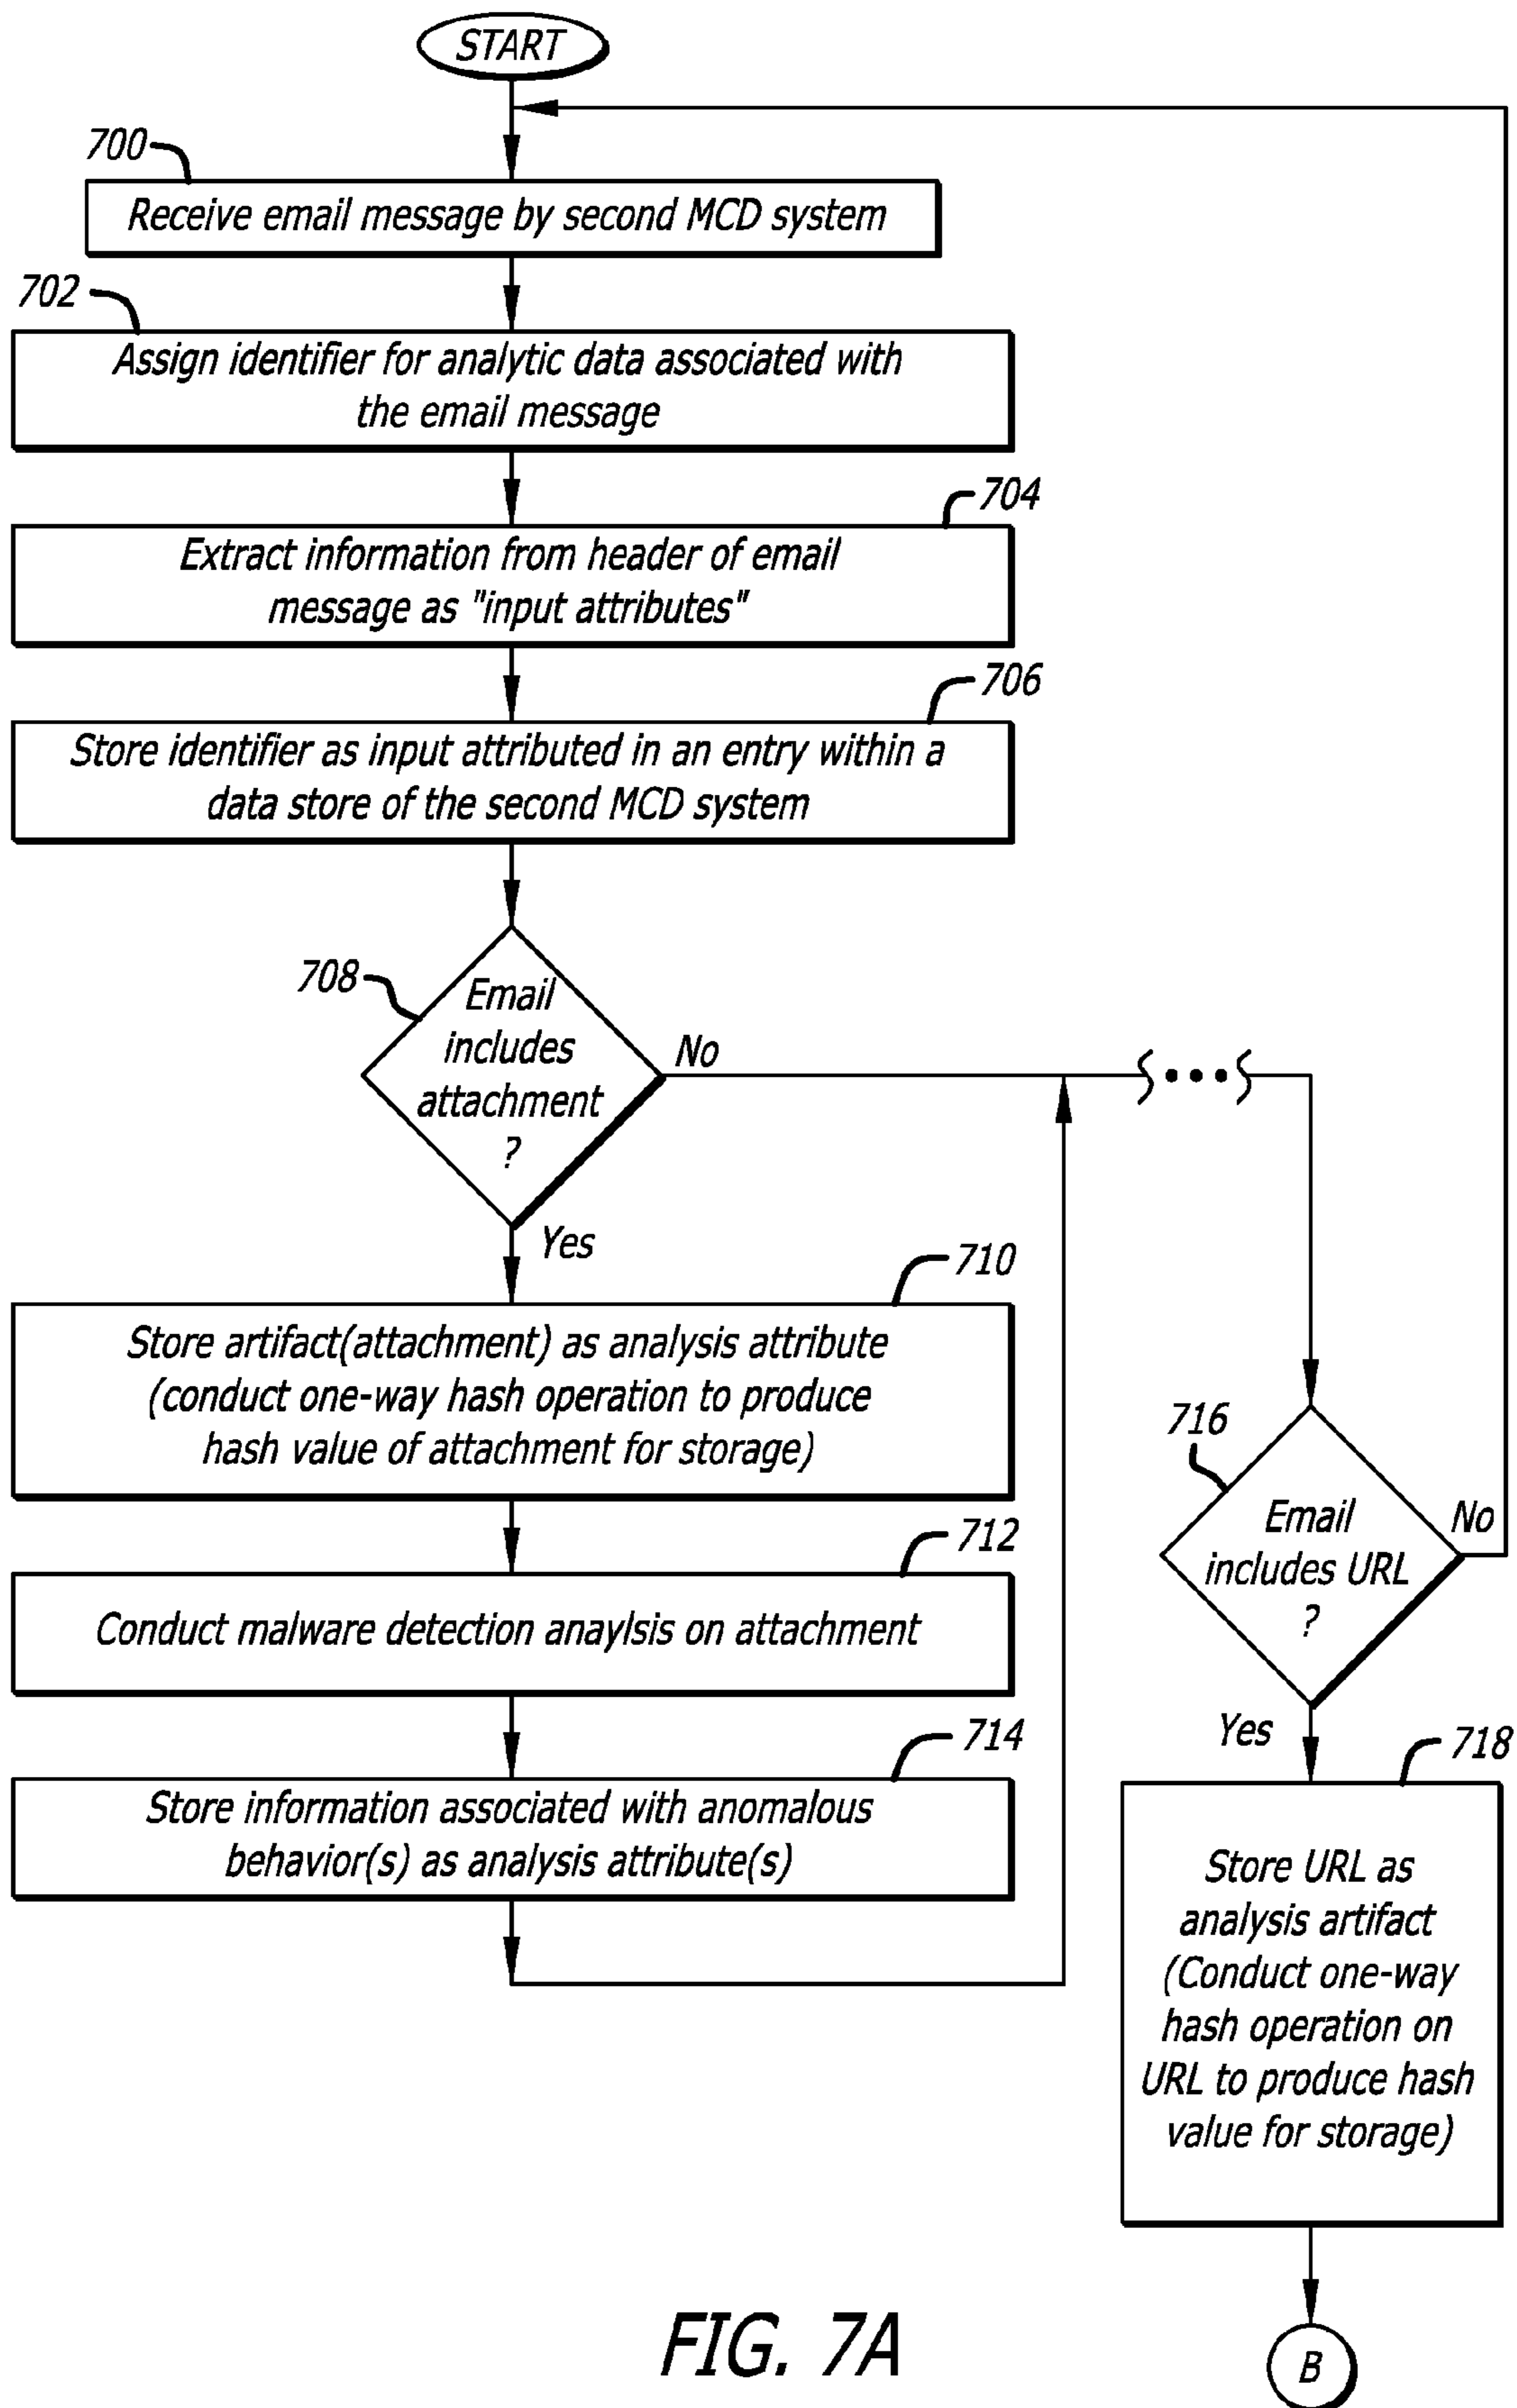 START
700
Receive email message by second MCD system
702
Assign identifier for analytic data associated with
the email message
704
Extract information from header of email
message as "input attributes"
706
Store identifier as input attributed in an entry within a
data store of the second MCD system
708
Email
includes
attachment
?
No
Yes
710
Store artifact(attachment) as analysis attribute
(conduct one-way hash operation to produce
hash value of attachment for storage)
712
Conduct malware detection anaylsis on attachment
714
Store information associated with anomalous
behavior(s) as analysis attribute(s)
716
Email
includes URL
?
No
Yes
718
Store URL as
analysis artifact
(Conduct one-way
hash operation on
URL to produce hash
value for storage)
B
FIG. 7A